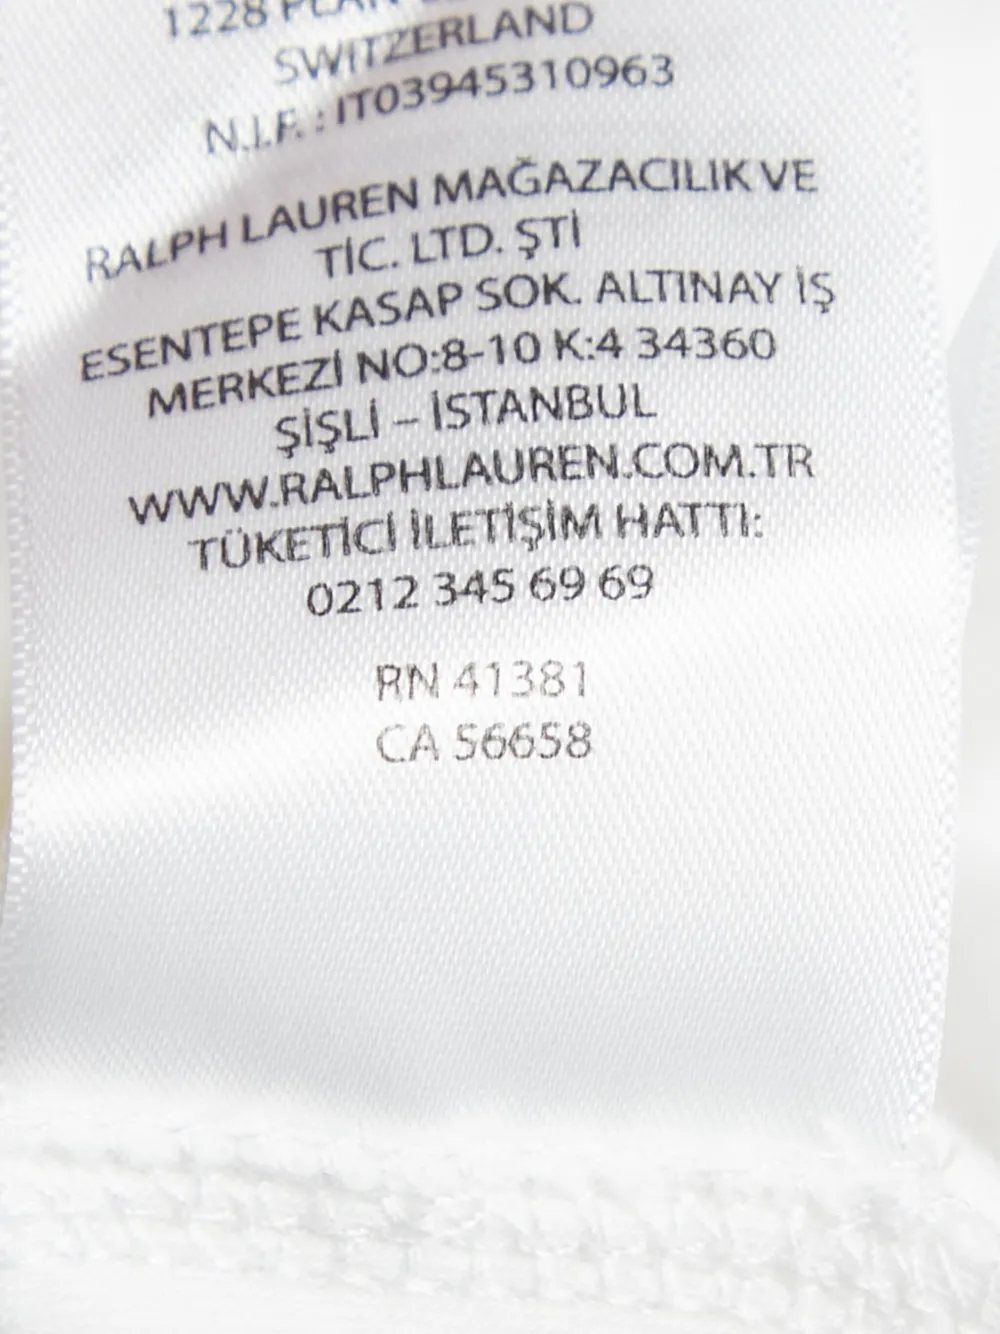 1228 PLAN
SWITZERLAND
N.I.F. : IT03945310963
RALPH LAUREN MAĞAZACILIK VE
TİC. LTD. ŞTİ
ESENTEPE KASAP SOK. ALTINAY İŞ
MERKEZİ NO:8-10 K:4 34360
ŞİŞLİ – İSTANBUL
WWW.RALPHLAUREN.COM.TR
TÜKETİCİ İLETİŞİM HATTI:
0212 345 69 69
RN 41381
CA 56658